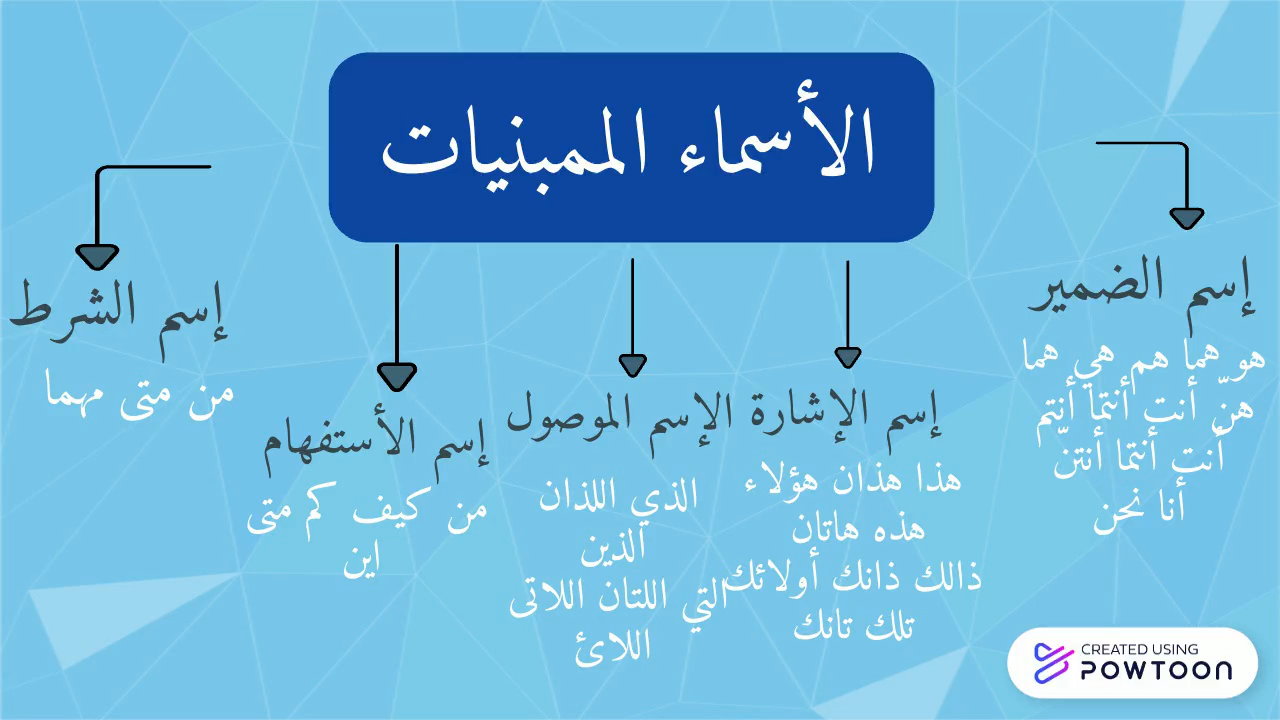 الأسماء الممبنيات
إسم الضمير
هو هما هم هي هما
هنّ أنت أنتما أنتم
أنت أنتما أنتنّ
أنا نحن
إسم الإشارة
هذا هذان هؤلاء
هذه هاتان
ذالك ذانك أولائك
تلك تانك
الإسم الموصول
الذي اللذان
الذين
التي اللتان اللاتى
اللائ
إسم الأستفهام
من كيف كم متى
اين
إسم الشرط
من متى مهما
CREATED USING
POWTOON